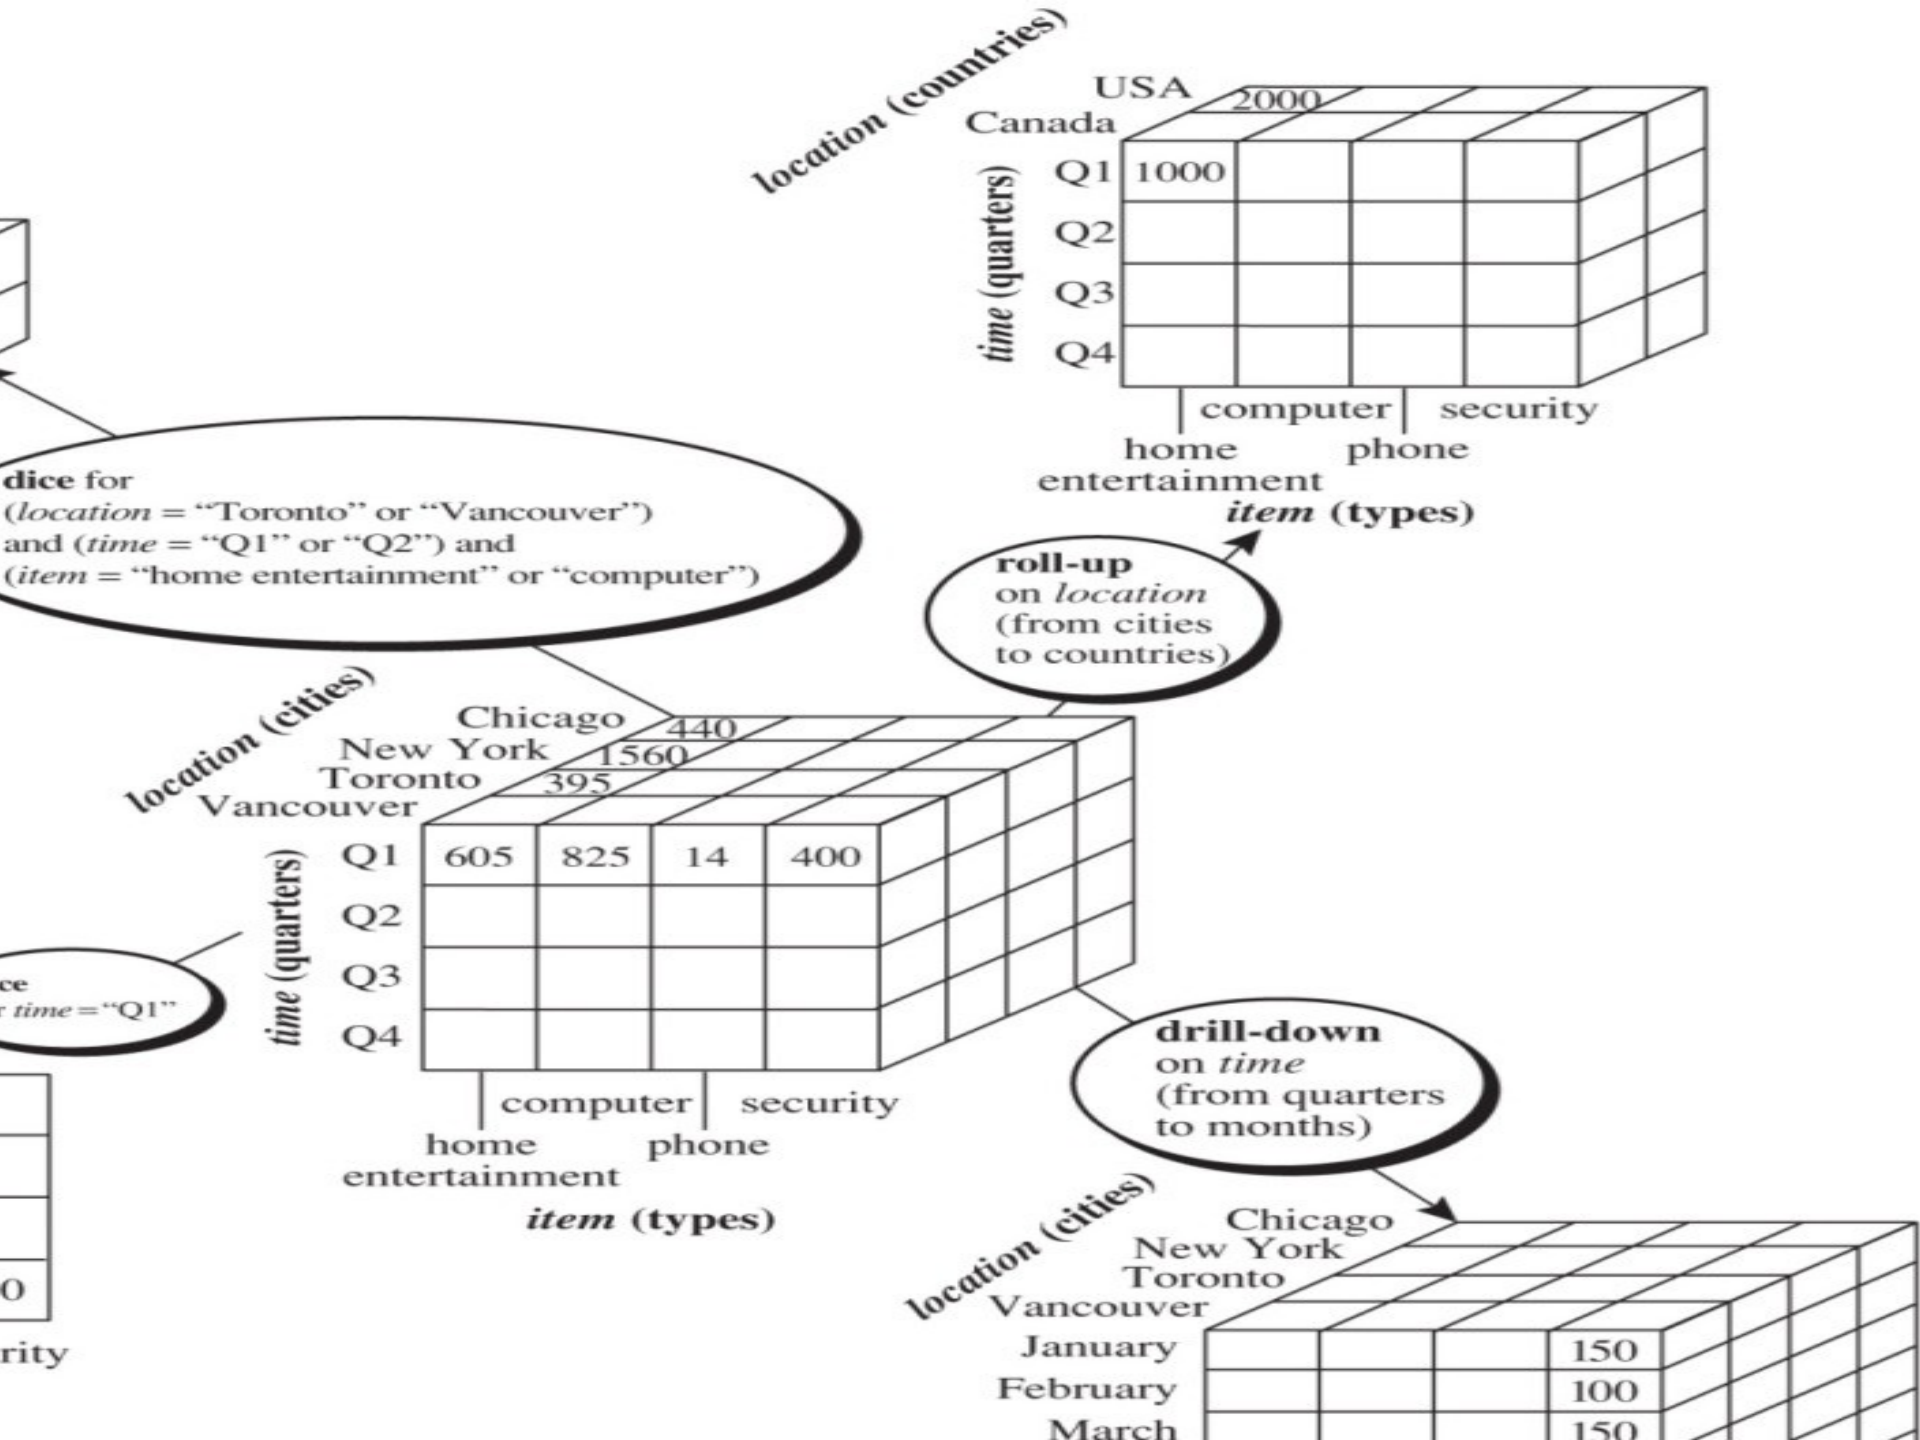 location (countries)
USA
2000
Canada
time (quarters)
Q1 1000
Q2
Q3
Q4
computer security
home phone
entertainment
item (types)
dice for
(location = “Toronto” or “Vancouver”)
and (time = “Q1” or “Q2”) and
(item = “home entertainment” or “computer”)
roll-up
on location
(from cities
to countries)
location (cities)
Chicago 440
New York 1560
Toronto 395
Vancouver
time (quarters)
Q1 605 825 14 400
Q2
Q3
Q4
computer security
home phone
entertainment
item (types)
time =“Q1”
drill-down
on time
(from quarters
to months)
location (cities)
Chicago
New York
Toronto
Vancouver
January 150
February 100
March 150
0
rity